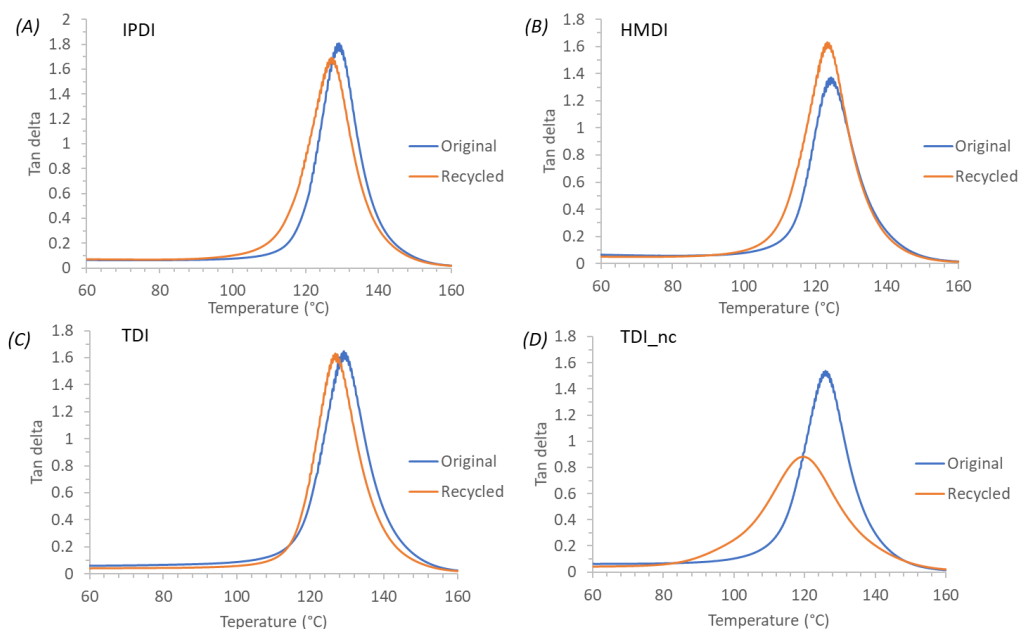 (A) IPDI
2
1.8
1.6
1.4
1.2
1
0.8
0.6
0.4
0.2
0
Tan delta
60 80 100 120 140 160
Temperature (°C)
Original
Recycled
(B) HMDI
1.8
1.6
1.4
1.2
1
0.8
0.6
0.4
0.2
0
Tan delta
60 80 100 120 140 160
Temperature (°C)
Original
Recycled
(C) TDI
1.8
1.6
1.4
1.2
1
0.8
0.6
0.4
0.2
0
Tan delta
60 80 100 120 140 160
Teperature (°C)
Original
Recycled
(D) TDI_nc
1.8
1.6
1.4
1.2
1
0.8
0.6
0.4
0.2
0
Tan delta
60 80 100 120 140 160
Temperature (°C)
Original
Recycled